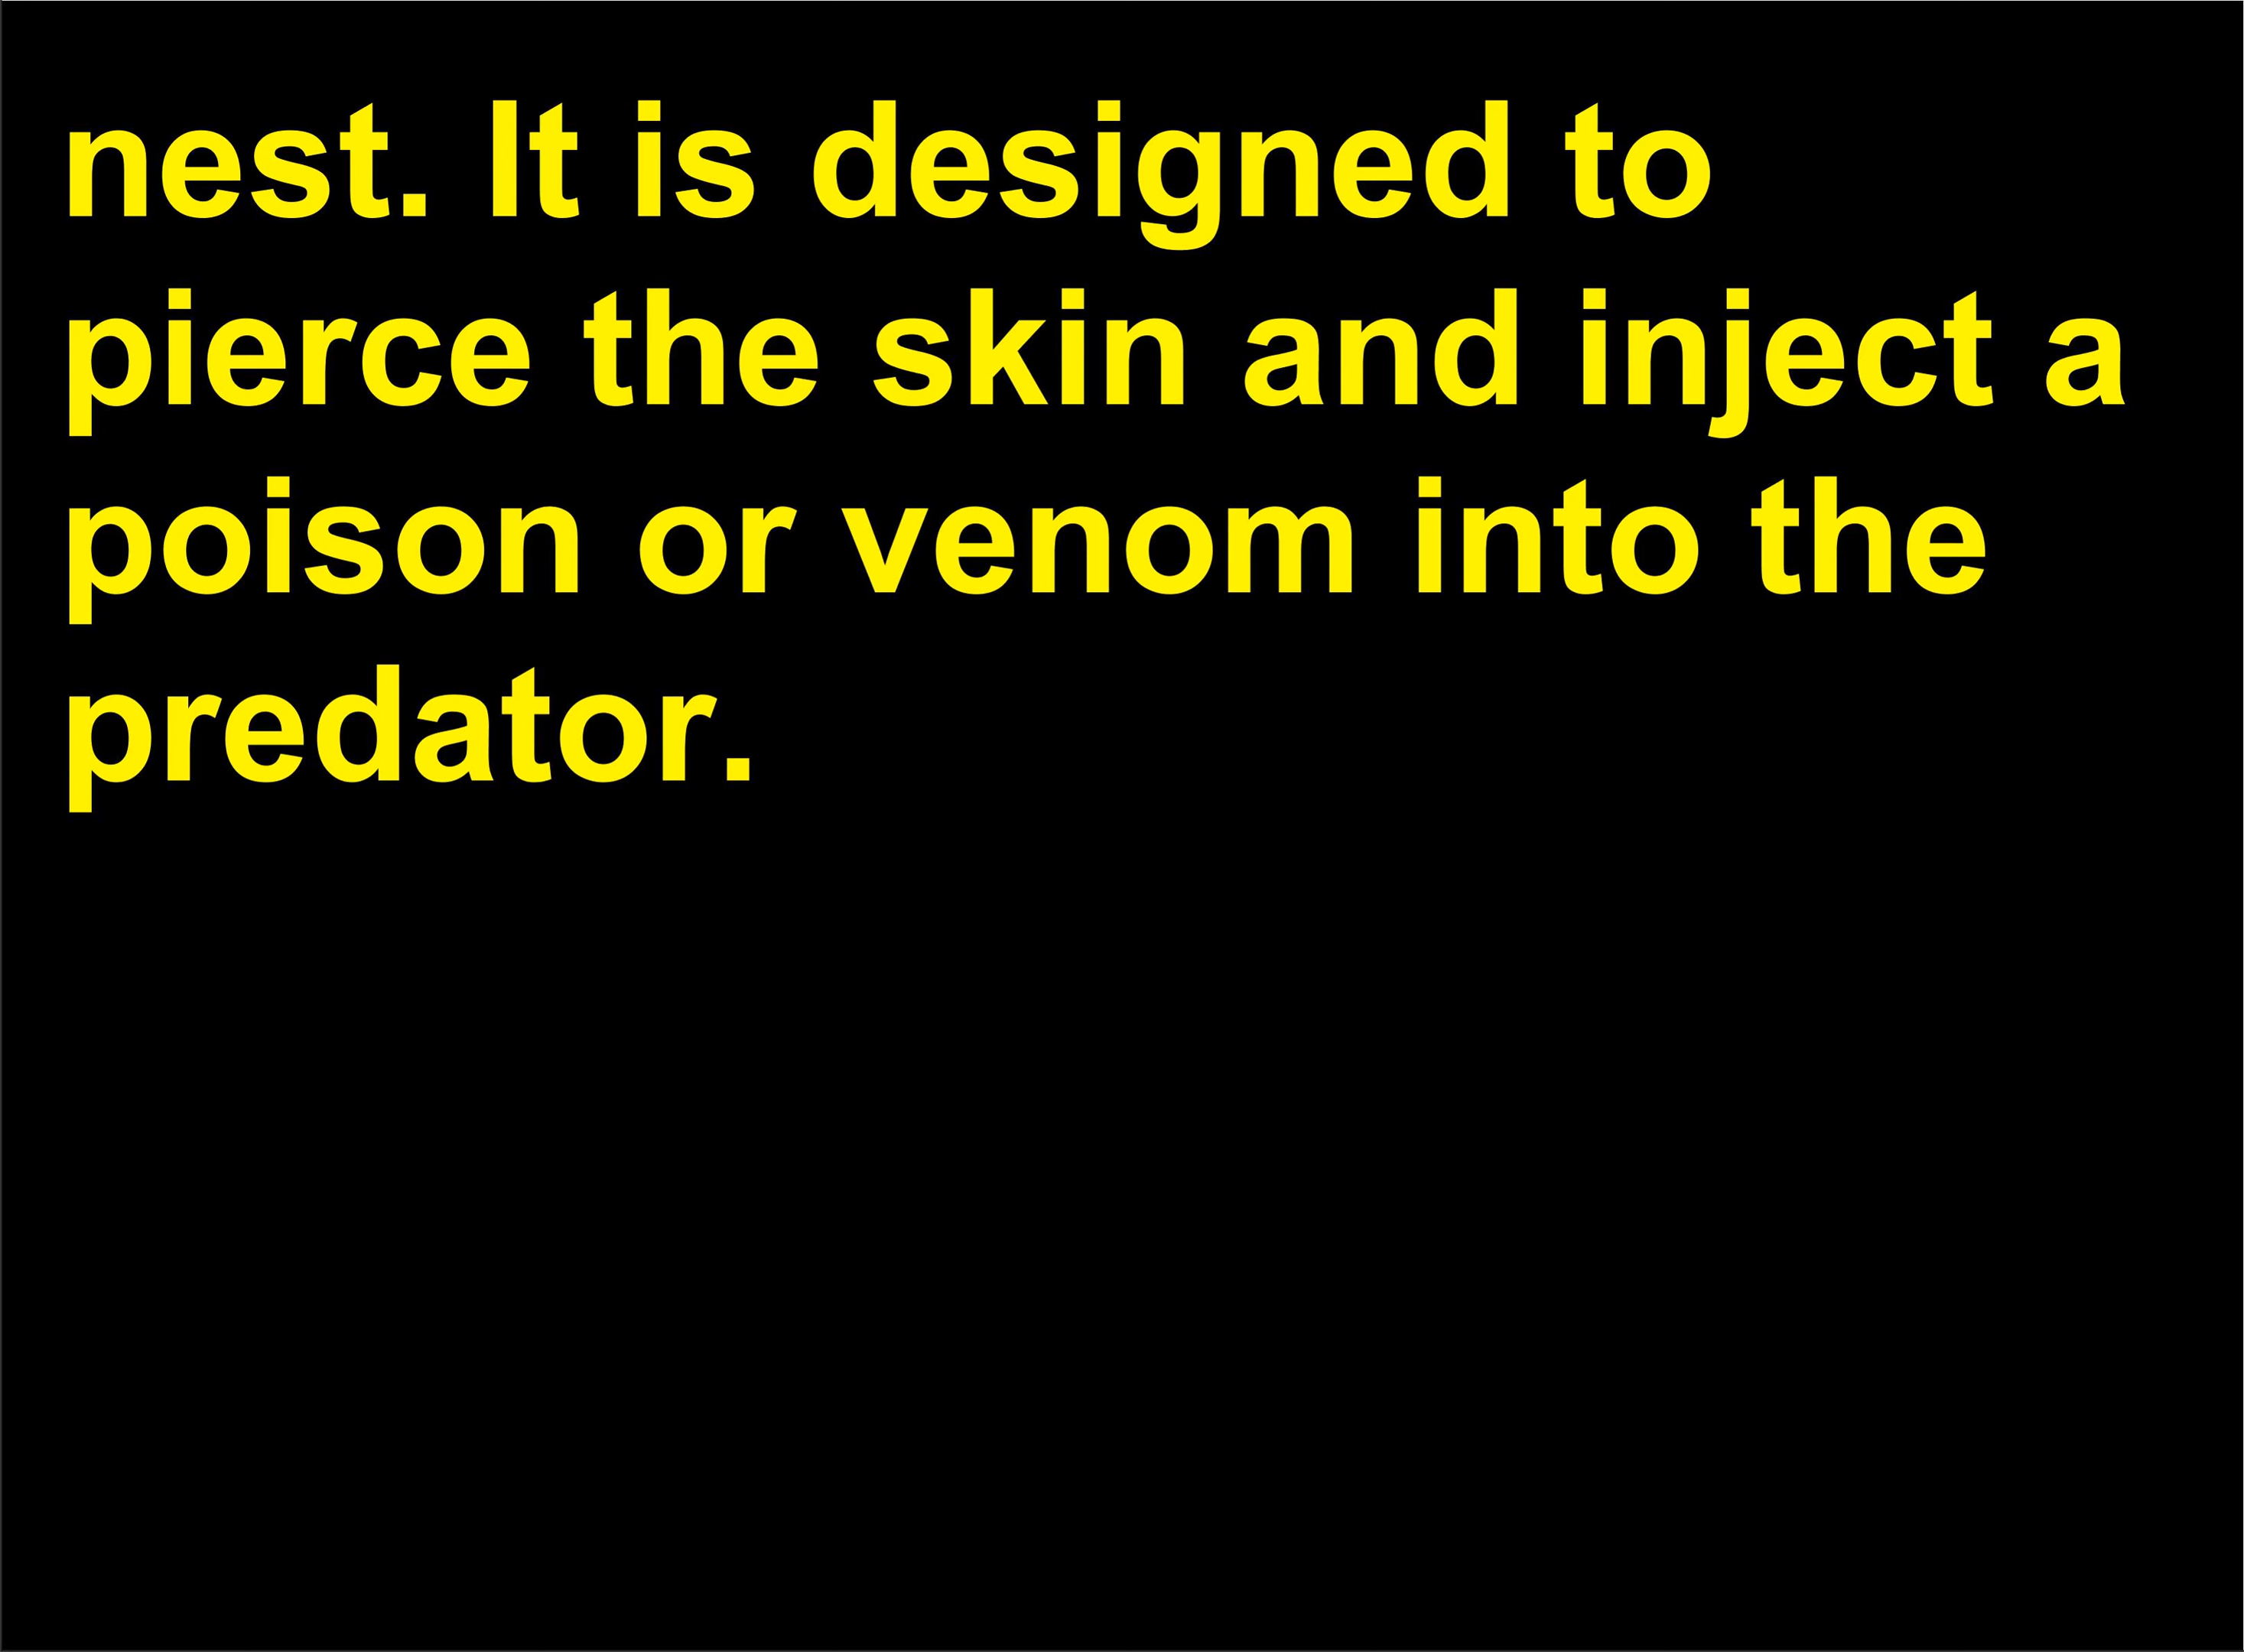 nest. It is designed to
pierce the skin and inject a
poison or venom into the
predator.